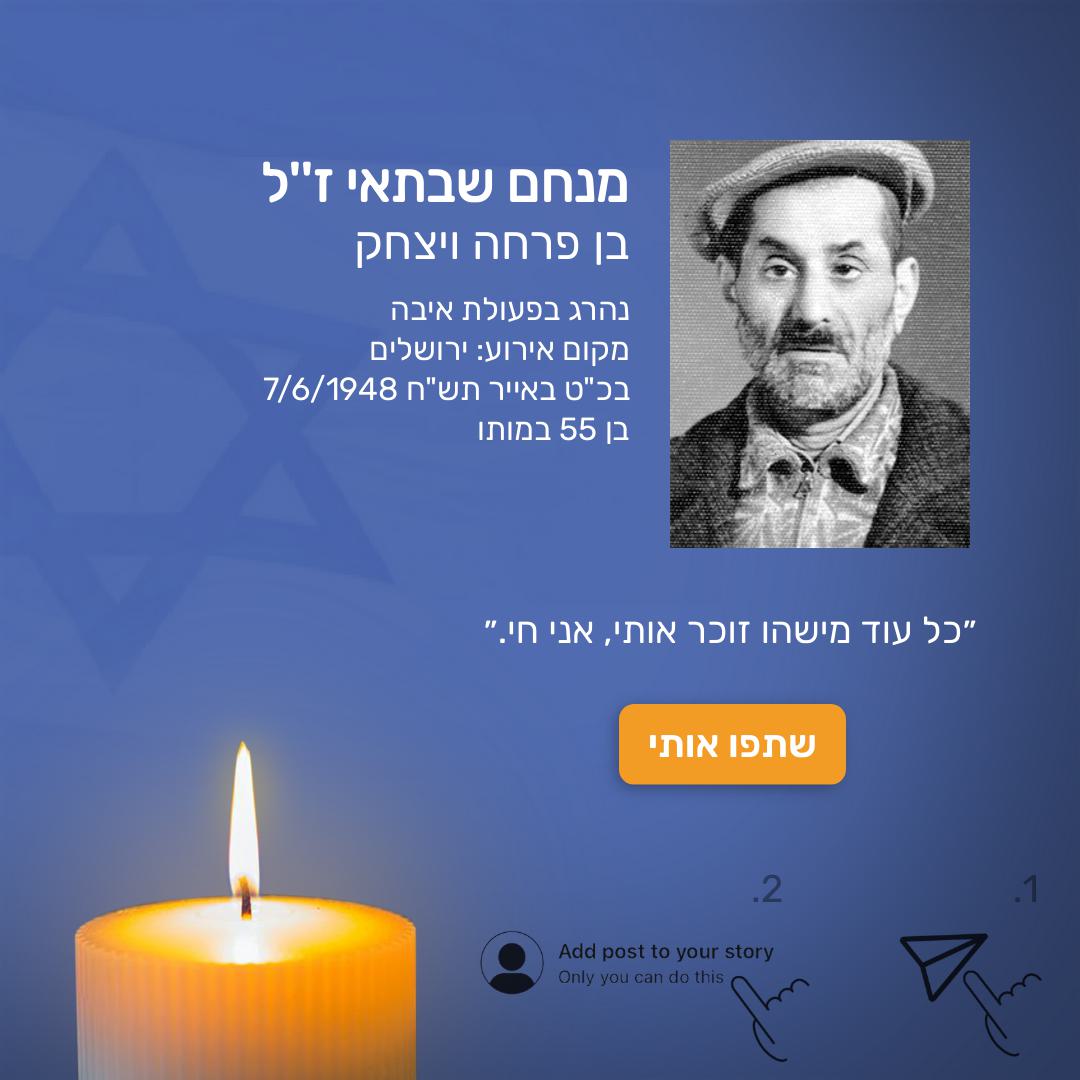 מנחם שבתאי ז"ל
בן פרחה ויצחק
נהרג בפעולת איבה
מקום אירוע: ירושלים
בכ"ט באייר תש"ח 7/6/1948
בן 55 במותו
״כל עוד מישהו זוכר אותי, אני חי.״
שתפו אותי
1.
2.
Add post to your story
Only you can do this